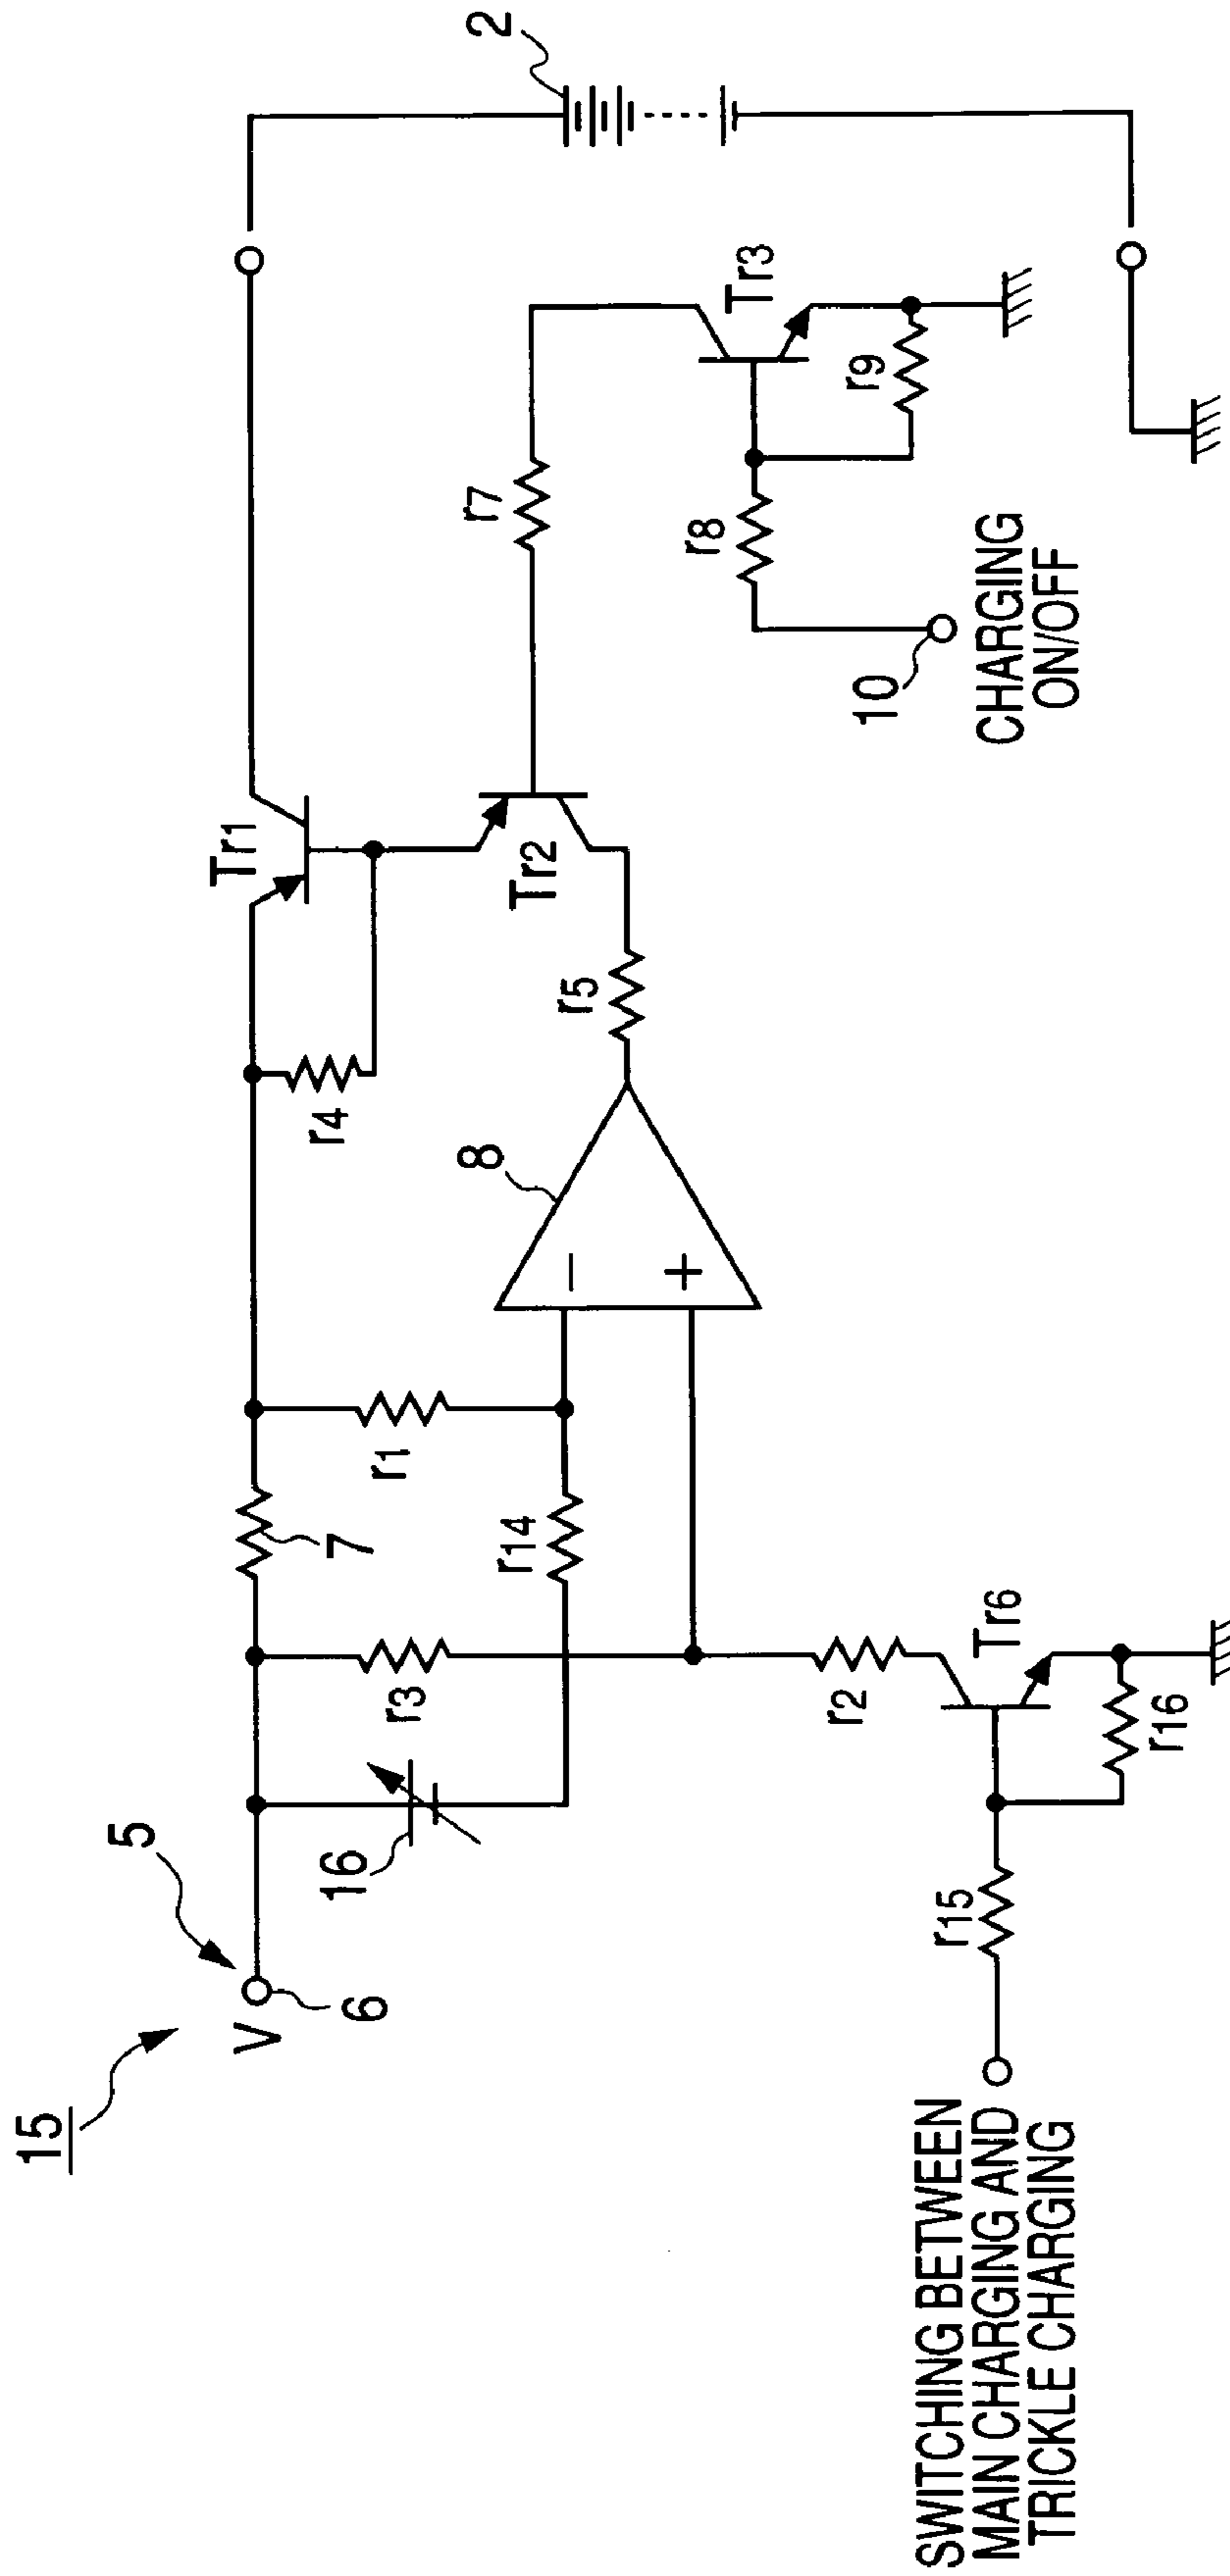 15
5
V
6
16
r3
7
r1
r14
r4
Tr1
2
8
r5
Tr2
r7
Tr3
r8
r9
10
CHARGING
ON/OFF
r2
Tr6
r15
r16
SWITCHING BETWEEN
MAIN CHARGING AND
TRICKLE CHARGING
−
+